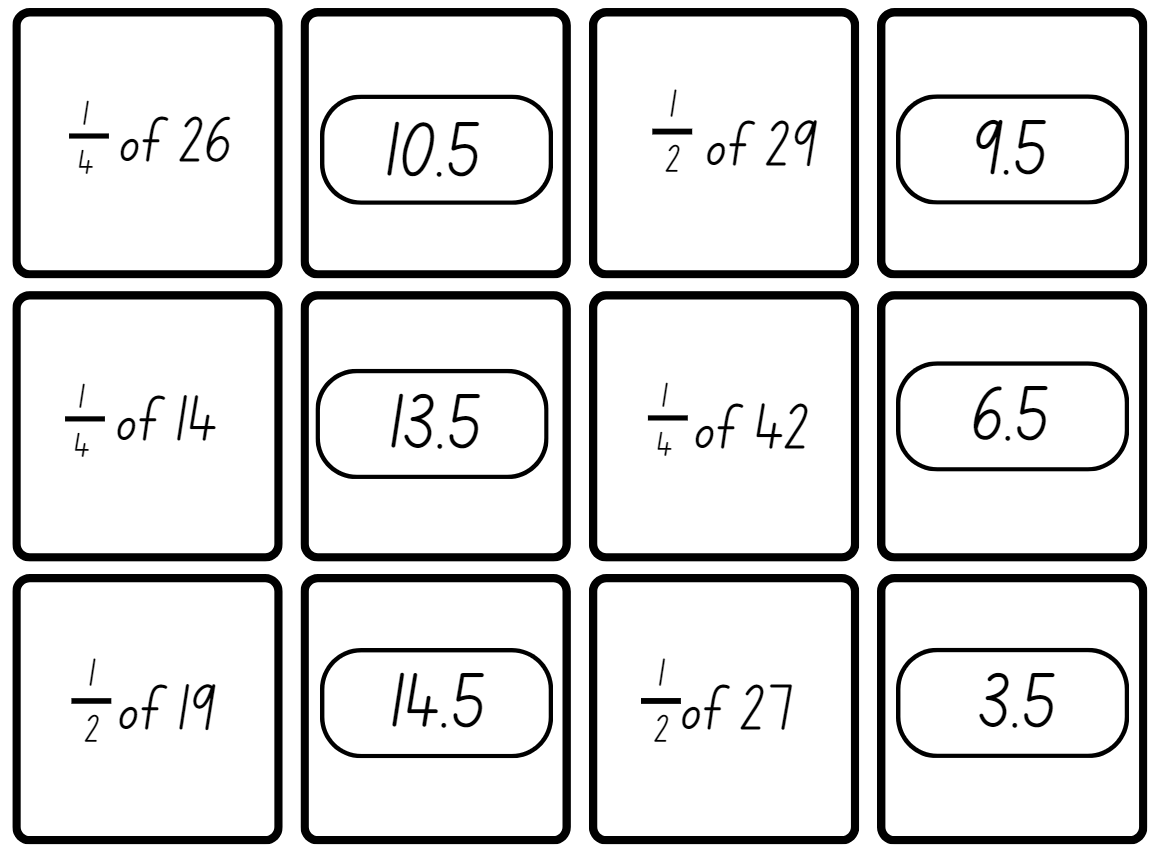 1/4 of 26
10.5
1/2 of 29
9.5
1/4 of 14
13.5
1/4 of 42
6.5
1/2 of 19
14.5
1/2 of 27
3.5